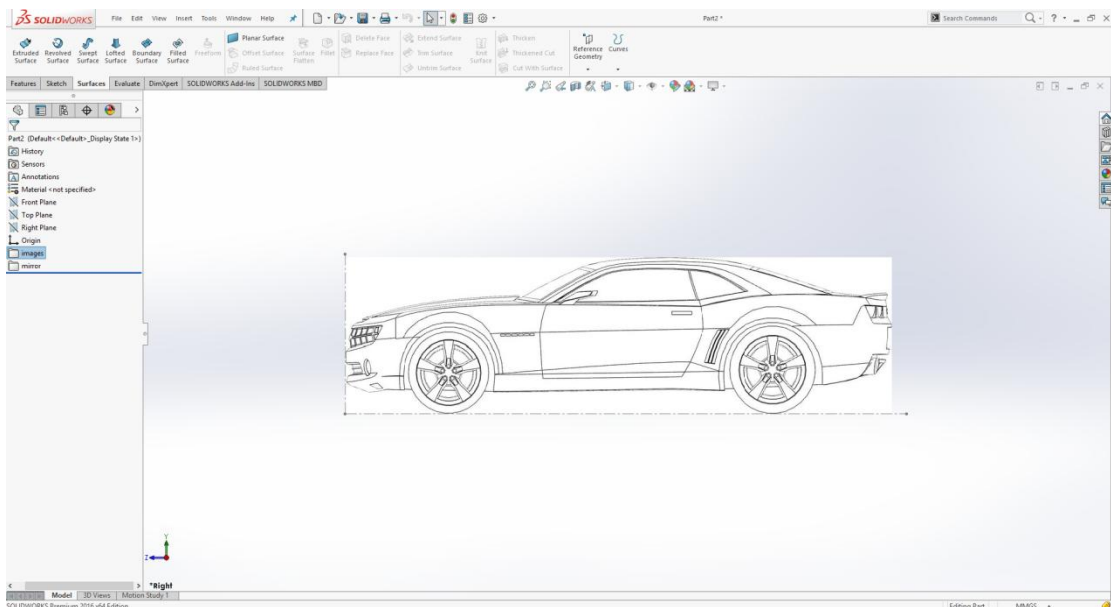 SOLIDWORKS File Edit View Insert Tools Window Help Part2 * Search Commands
Extruded Surface Revolved Surface Swept Surface Lofted Surface Boundary Surface Filled Surface Freeform Planar Surface Offset Surface Ruled Surface Surface Flatten Surface Fillet Delete Face Replace Face Extend Surface Trim Surface Untrim Surface Knit Surface Thicken Thickened Cut Cut With Surface Reference Geometry Curves
Features Sketch Surfaces Evaluate DimXpert SOLIDWORKS Add-Ins SOLIDWORKS MBD
Part2 (Default<<Default>_Display State 1>)
History
Sensors
Annotations
Material <not specified>
Front Plane
Top Plane
Right Plane
Origin
images
mirror
Y
Z
*Right
Model 3D Views Motion Study 1
SOLIDWORKS Premium 2016 x64 Edition Editing Part MMGS